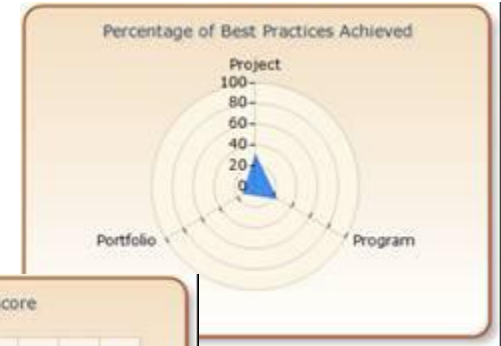 Percentage of Best Practices Achieved
Project
100
80
60
40
20
0
Portfolio
Program
core